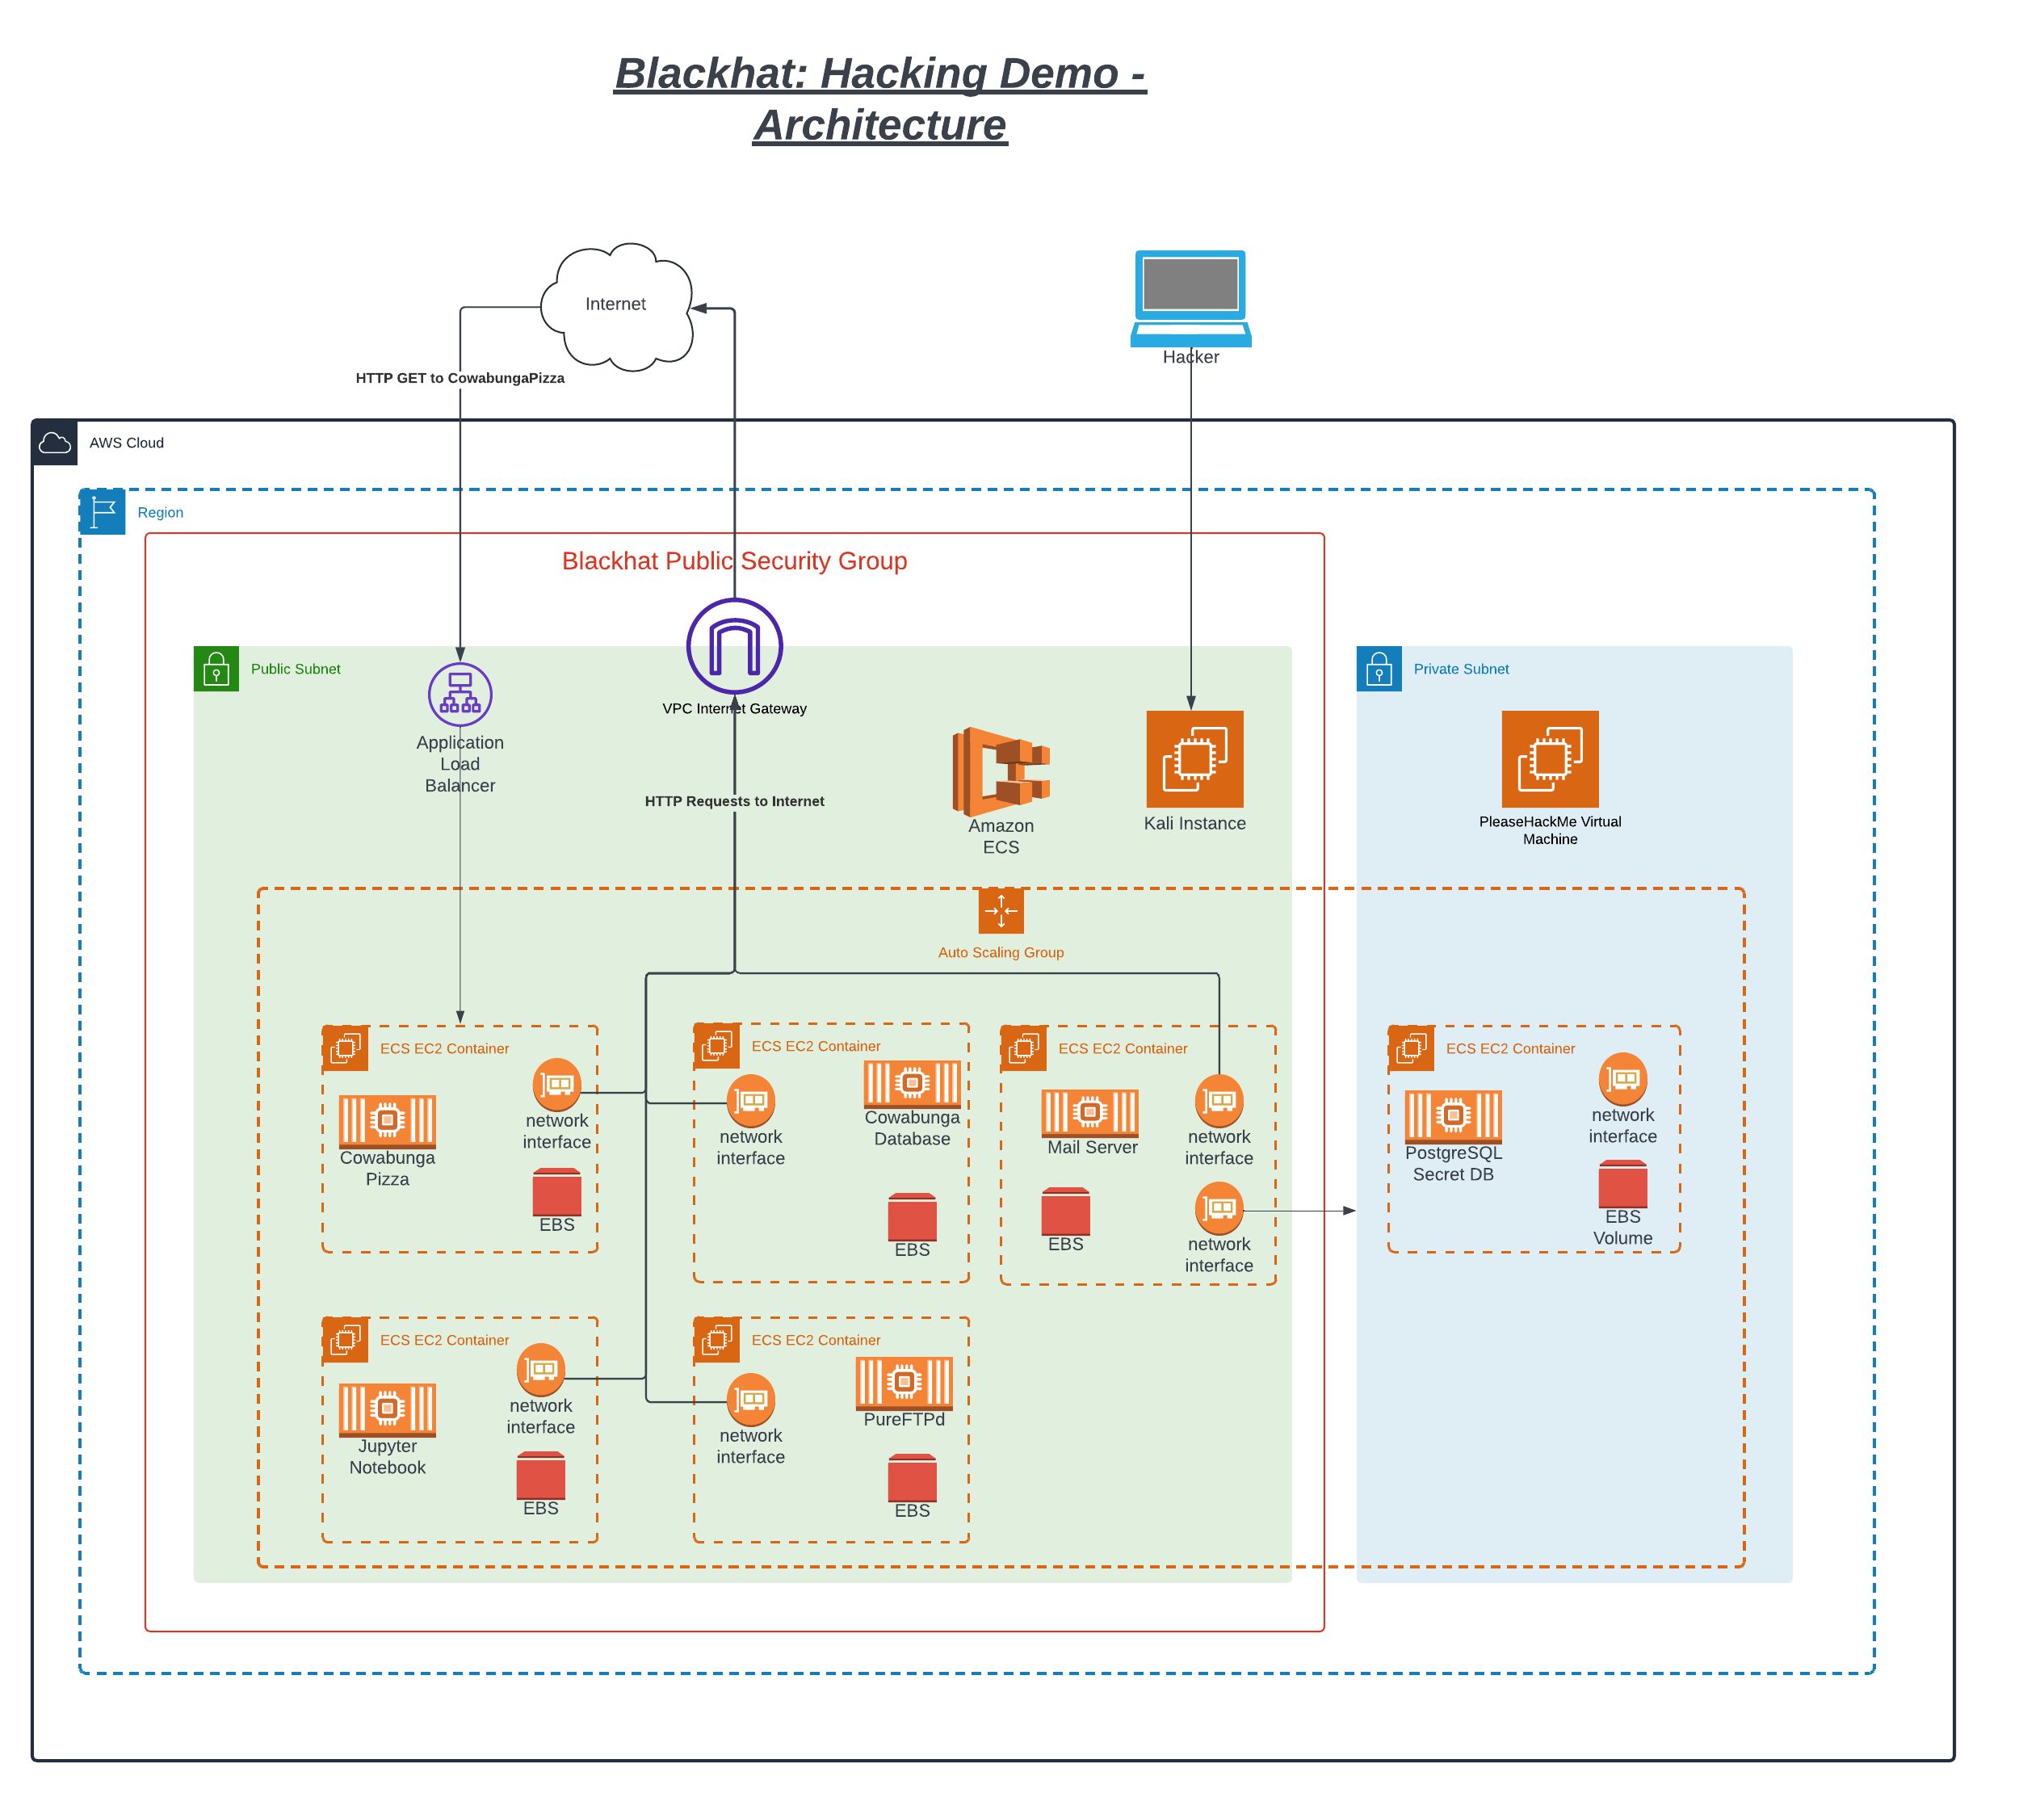 Blackhat: Hacking Demo -
Architecture
Internet
Hacker
HTTP GET to CowabungaPizza
AWS Cloud
Region
Blackhat Public Security Group
Public Subnet
Private Subnet
VPC Internet Gateway
Application
Load
Balancer
HTTP Requests to Internet
Amazon
ECS
Kali Instance
PleaseHackMe Virtual
Machine
Auto Scaling Group
ECS EC2 Container
network
interface
Cowabunga
Pizza
EBS
ECS EC2 Container
Cowabunga
Database
network
interface
EBS
ECS EC2 Container
Mail Server
network
interface
EBS
network
interface
ECS EC2 Container
network
interface
PostgreSQL
Secret DB
EBS
Volume
ECS EC2 Container
network
interface
Jupyter
Notebook
EBS
ECS EC2 Container
PureFTPd
network
interface
EBS